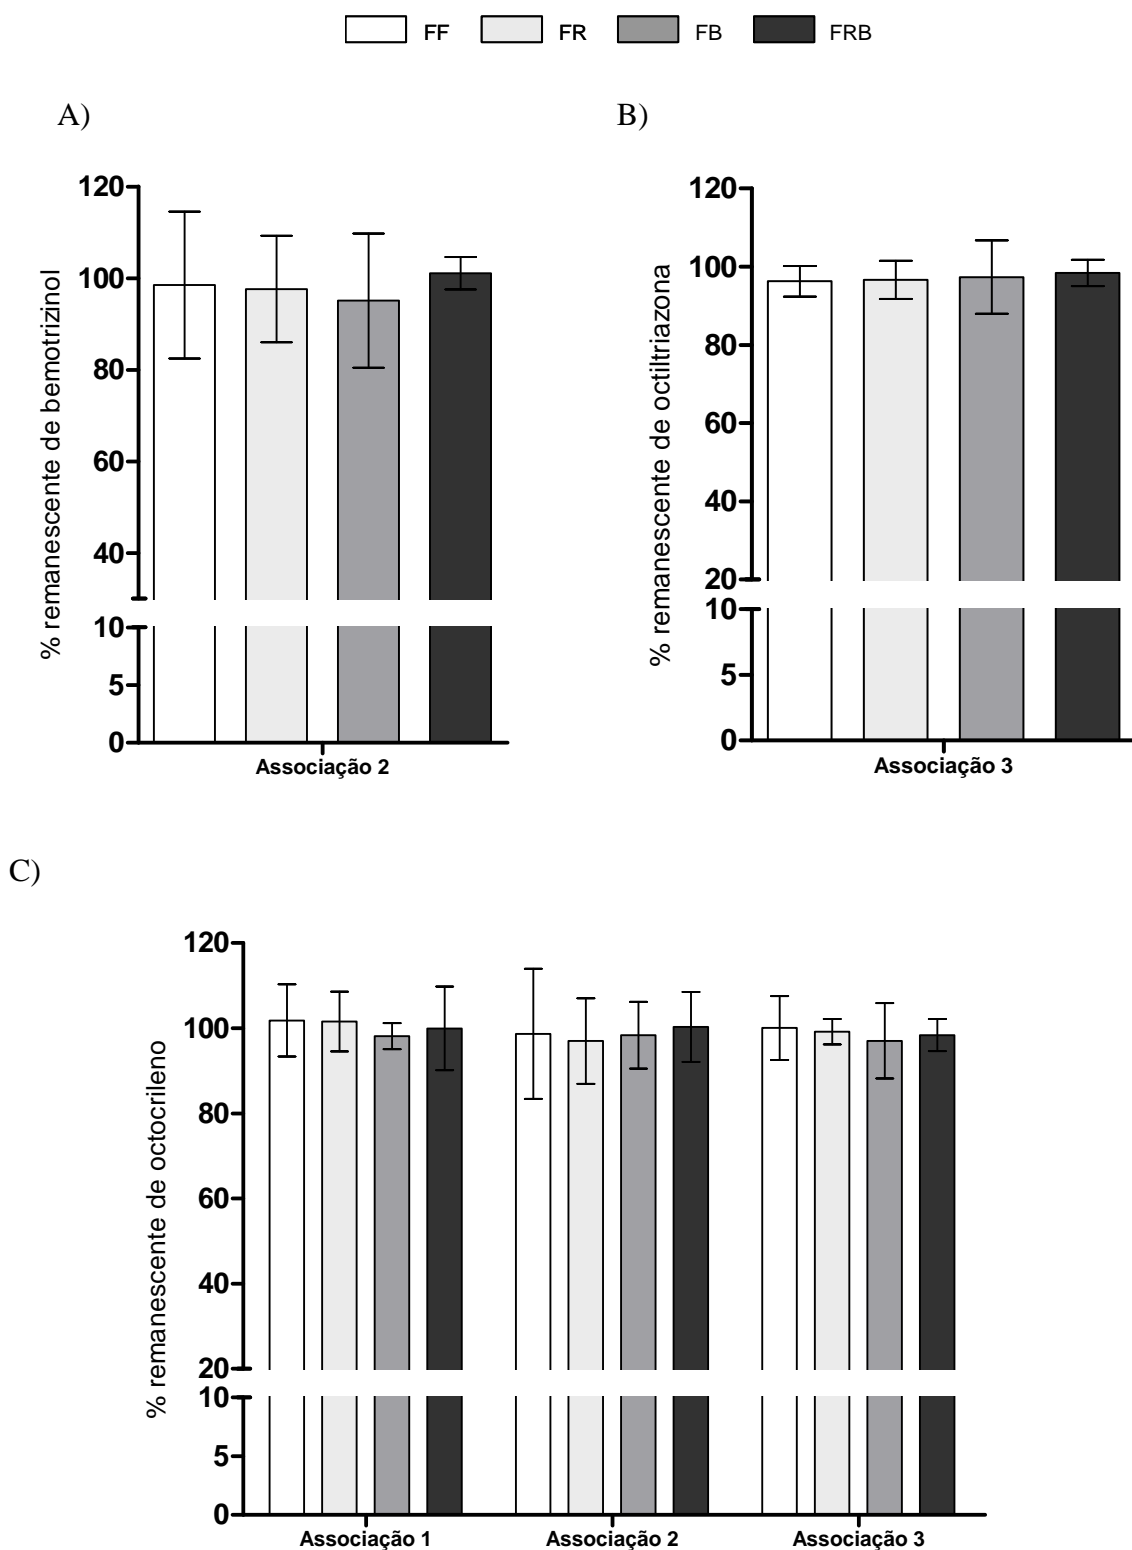 FF FR FB FRB
A)
B)
% remanescente de bemotrizinol
120
100
80
60
40
10
5
0
Associação 2
% remanescente de octiltriazona
120
100
80
60
40
20
10
5
0
Associação 3
C)
% remanescente de octocrileno
120
100
80
60
40
20
10
5
0
Associação 1 Associação 2 Associação 3